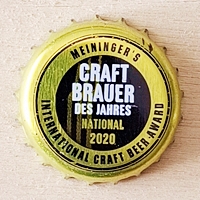 MEININGER'S
CRAFT
BRAUER
DES JAHRES
NATIONAL
2020
INTERNATIONAL CRAFT BEER AWARD